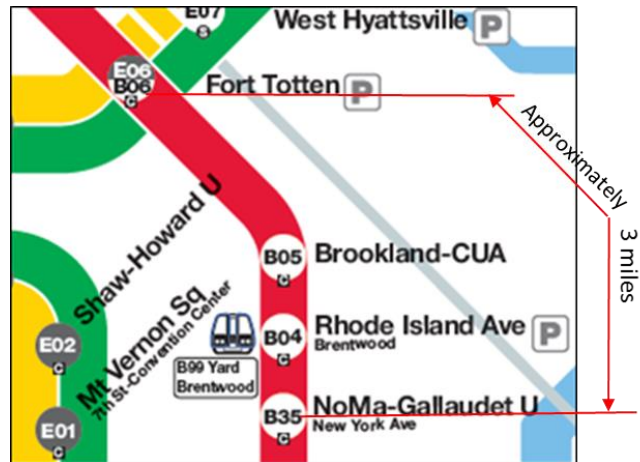 E07
S
West Hyattsville P
E06
B06
C
Fort Totten P
Approximately
3 miles
Shaw-Howard U
B05
C
Brookland-CUA
Mt Vernon Sq
7th St-Convention Center
E02
C
B04
C
Rhode Island Ave P
Brentwood
B99 Yard
Brentwood
E01
C
B35
C
NoMa-Gallaudet U
New York Ave